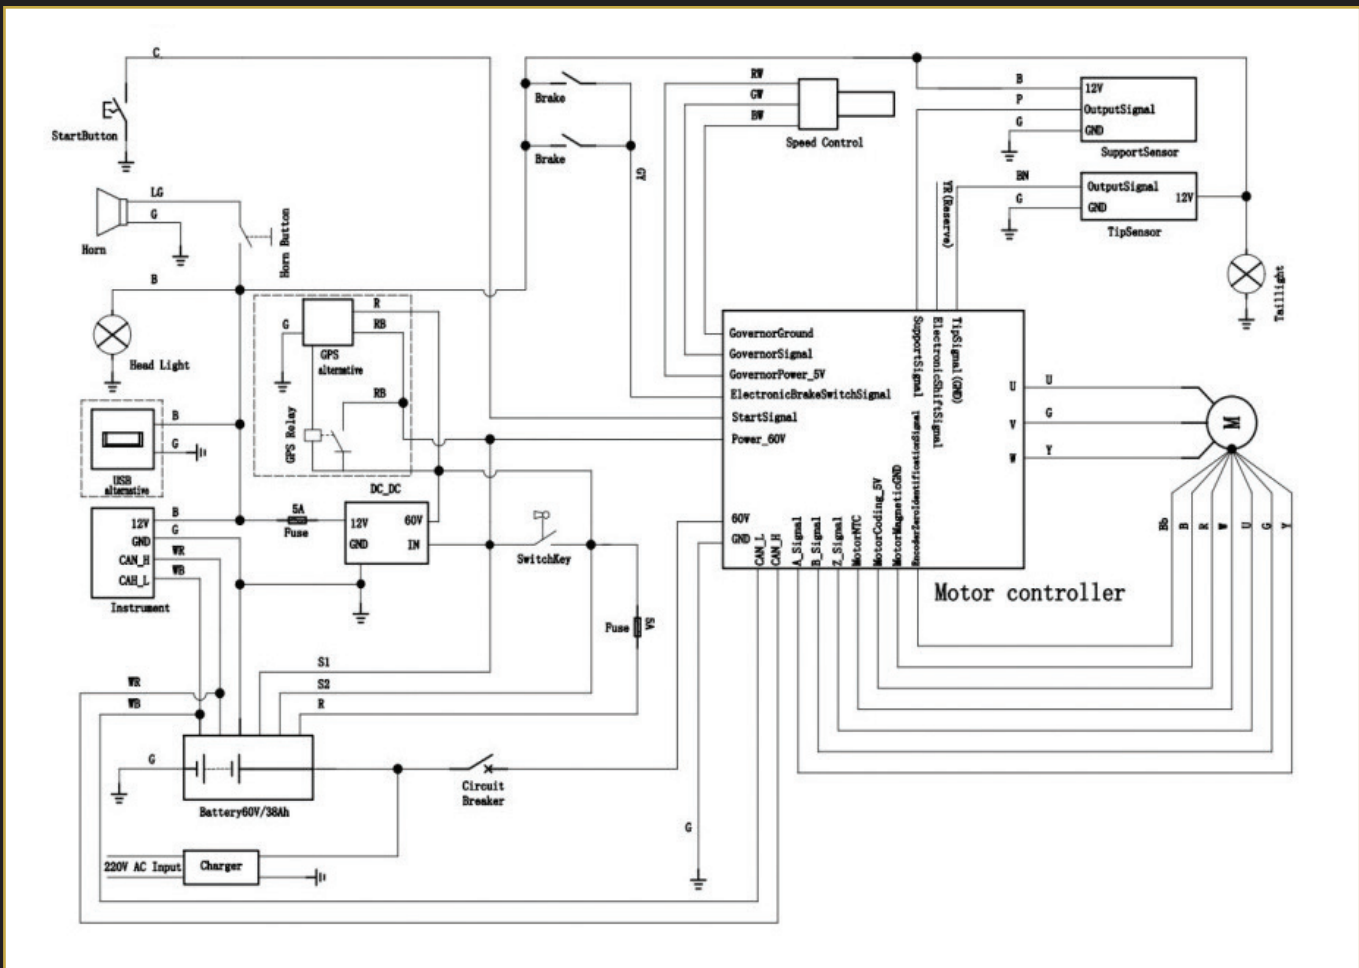 C
StartButton
LG
G
Horn
Horn Button
B
Head Light
B
G
USB
alternative
12V
GND
CAN_H
CAH_L
B
G
WR
WB
Instrument
5A
Fuse
G
R
RB
GPS
alternative
RB
GPS Relay
DC_DC
12V
60V
GND
IN
SwitchKey
Fuse
5A
S1
S2
R
WR
WB
G
Battery60V/38Ah
Circuit
Breaker
220V AC Input
Charger
Brake
Brake
GY
RW
GW
BW
Speed Control
B
P
G
12V
OutputSignal
GND
SupportSensor
BN
G
OutputSignal
12V
GND
TipSensor
Taillight
YR(Reserve)
GovernorGround
GovernorSignal
GovernorPower_5V
ElectronicBrakeSwitchSignal
StartSignal
Power_60V
60V
GND
SupportSignal
ElectronicShiftSignal
TipSignal(GND)
U
V
W
U
G
Y
M
CAN_L
CAN_H
A_Signal
B_Signal
Z_Signal
MotorNTC
MotorCoding_5V
MotorMagneticGND
EncoderZeroIdentificationSignal
Motor controller
Bb
B
R
W
U
G
Y
G